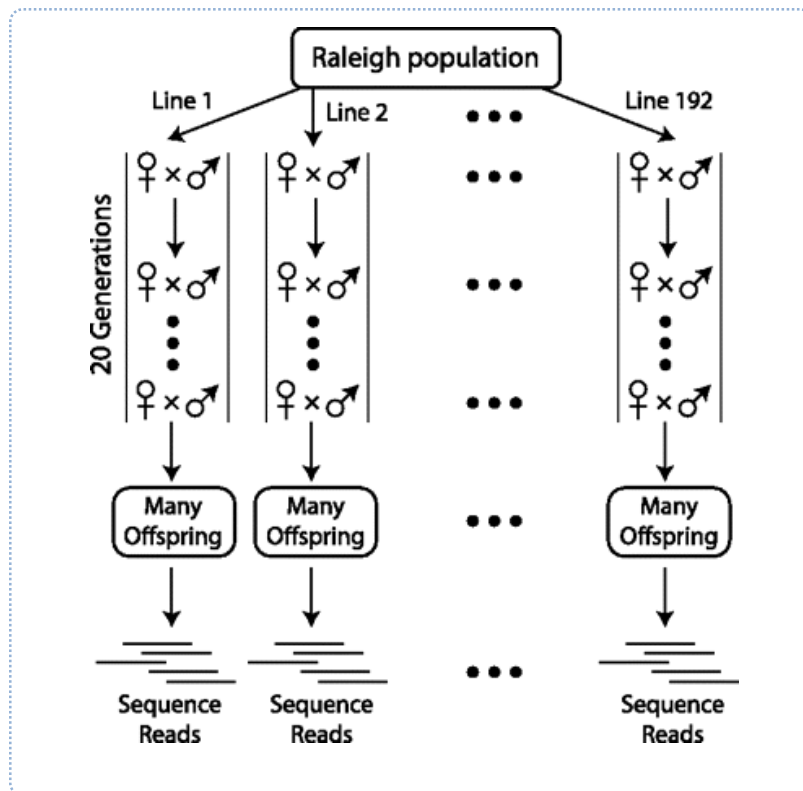 Raleigh population
Line 1
Line 2
Line 192
20 Generations
Many
Offspring
Many
Offspring
Many
Offspring
Sequence
Reads
Sequence
Reads
Sequence
Reads